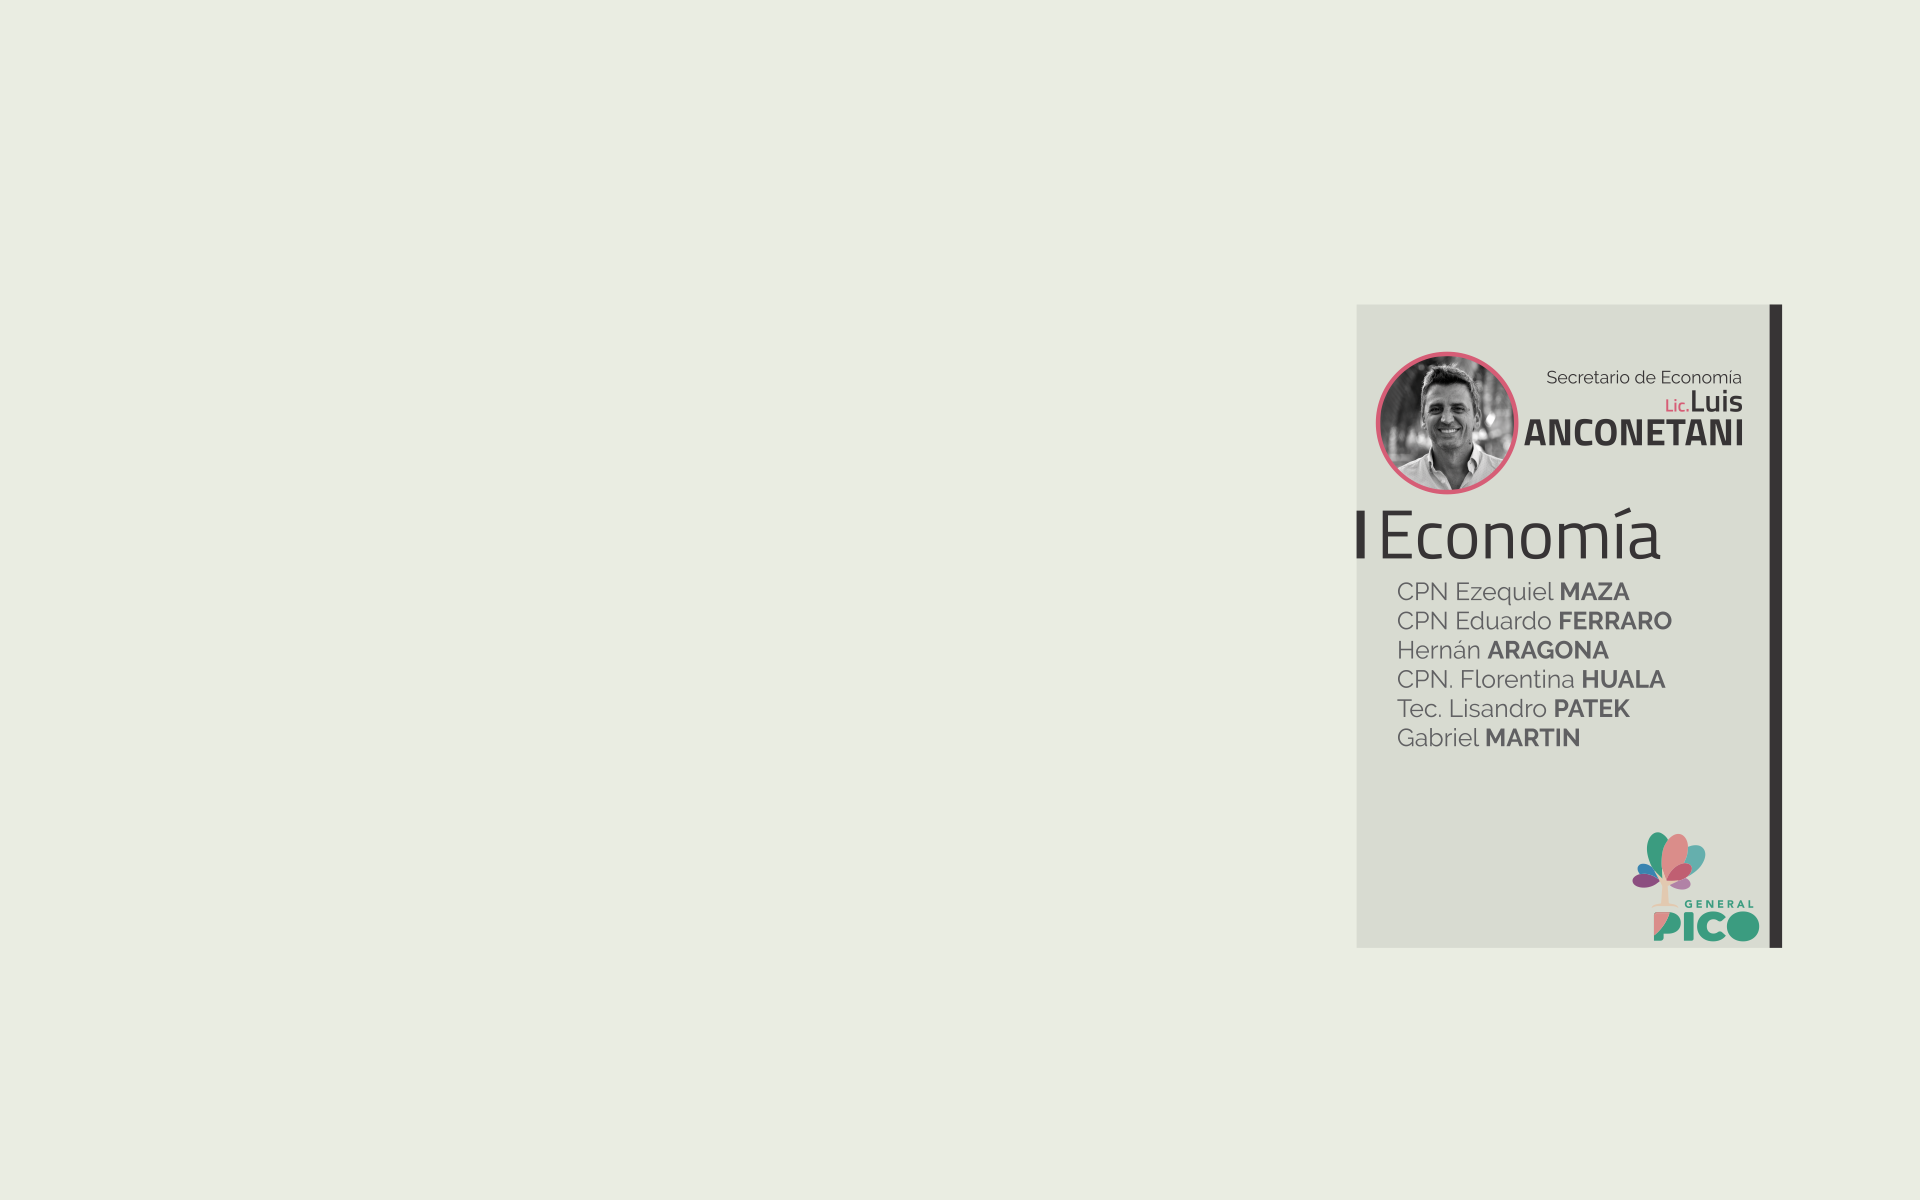 Secretario de Economía
Lic. Luis
ANCONETANI
Economía
CPN Ezequiel MAZA
CPN Eduardo FERRARO
Hernán ARAGONA
CPN. Florentina HUALA
Tec. Lisandro PATEK
Gabriel MARTIN
GENERAL
PICO